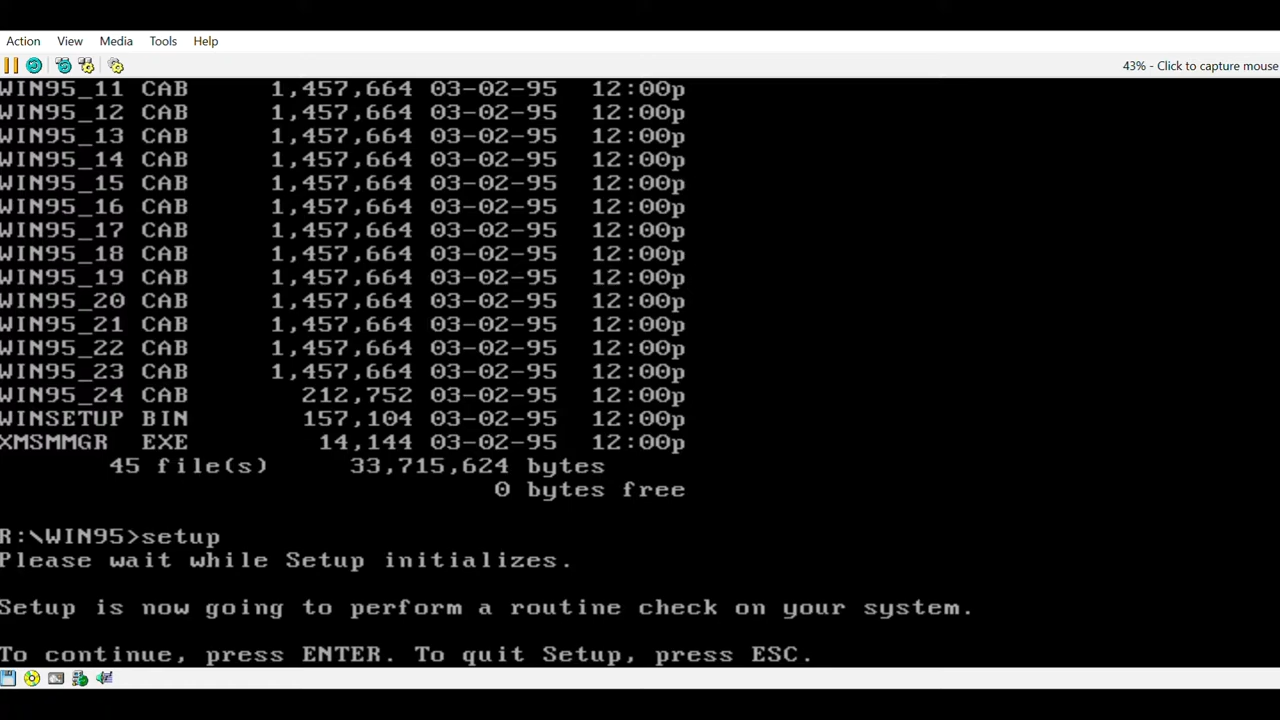 Action View Media Tools Help
43% - Click to capture mouse
WIN95_11 CAB 1,457,664 03-02-95 12:00p
WIN95_12 CAB 1,457,664 03-02-95 12:00p
WIN95_13 CAB 1,457,664 03-02-95 12:00p
WIN95_14 CAB 1,457,664 03-02-95 12:00p
WIN95_15 CAB 1,457,664 03-02-95 12:00p
WIN95_16 CAB 1,457,664 03-02-95 12:00p
WIN95_17 CAB 1,457,664 03-02-95 12:00p
WIN95_18 CAB 1,457,664 03-02-95 12:00p
WIN95_19 CAB 1,457,664 03-02-95 12:00p
WIN95_20 CAB 1,457,664 03-02-95 12:00p
WIN95_21 CAB 1,457,664 03-02-95 12:00p
WIN95_22 CAB 1,457,664 03-02-95 12:00p
WIN95_23 CAB 1,457,664 03-02-95 12:00p
WIN95_24 CAB 212,752 03-02-95 12:00p
WINSETUP BIN 157,104 03-02-95 12:00p
XMSMMGR EXE 14,144 03-02-95 12:00p
45 file(s) 33,715,624 bytes
0 bytes free
R:\WIN95>setup
Please wait while Setup initializes.
Setup is now going to perform a routine check on your system.
To continue, press ENTER. To quit Setup, press ESC.